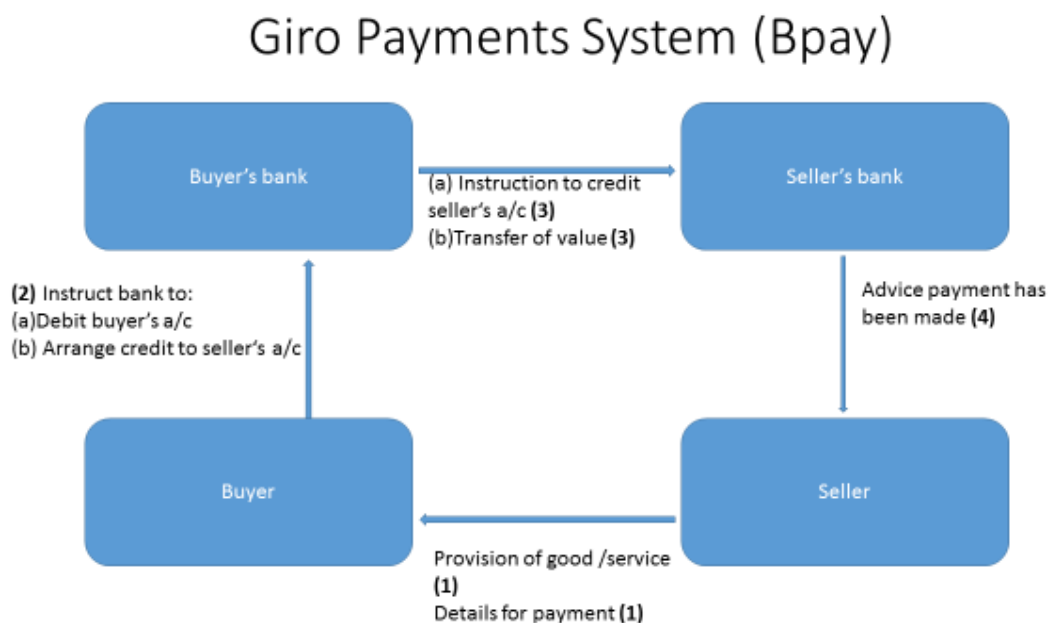 Giro Payments System (Bpay)
Buyer's bank
Seller's bank
(a) Instruction to credit
seller's a/c (3)
(b)Transfer of value (3)
(2) Instruct bank to:
(a)Debit buyer's a/c
(b) Arrange credit to seller's a/c
Advice payment has
been made (4)
Buyer
Seller
Provision of good /service
(1)
Details for payment (1)